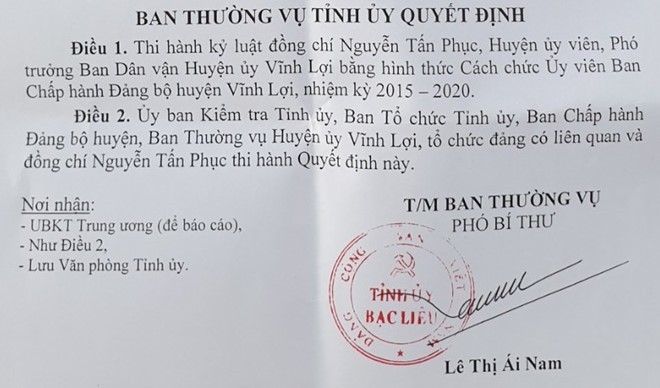 BAN THƯỜNG VỤ TỈNH ỦY QUYẾT ĐỊNH
Điều 1. Thi hành kỷ luật đồng chí Nguyễn Tấn Phục, Huyện ủy viên, Phó
trưởng Ban Dân vận Huyện ủy Vĩnh Lợi bằng hình thức Cách chức Ủy viên Ban
Chấp hành Đảng bộ huyện Vĩnh Lợi, nhiệm kỳ 2015 – 2020.
Điều 2. Ủy ban Kiểm tra Tỉnh ủy, Ban Tổ chức Tỉnh ủy, Ban Chấp hành
Đảng bộ huyện, Ban Thường vụ Huyện ủy Vĩnh Lợi, tổ chức đảng có liên quan và
đồng chí Nguyễn Tấn Phục thi hành Quyết định này.
Nơi nhận:
- UBKT Trung ương (để báo cáo),
- Như Điều 2,
- Lưu Văn phòng Tỉnh ủy.
T/M BAN THƯỜNG VỤ
PHÓ BÍ THƯ
ĐẢNG CỘNG SẢN VIỆT NAM
TỈNH ỦY
BẠC LIÊU
Lê Thị Ái Nam